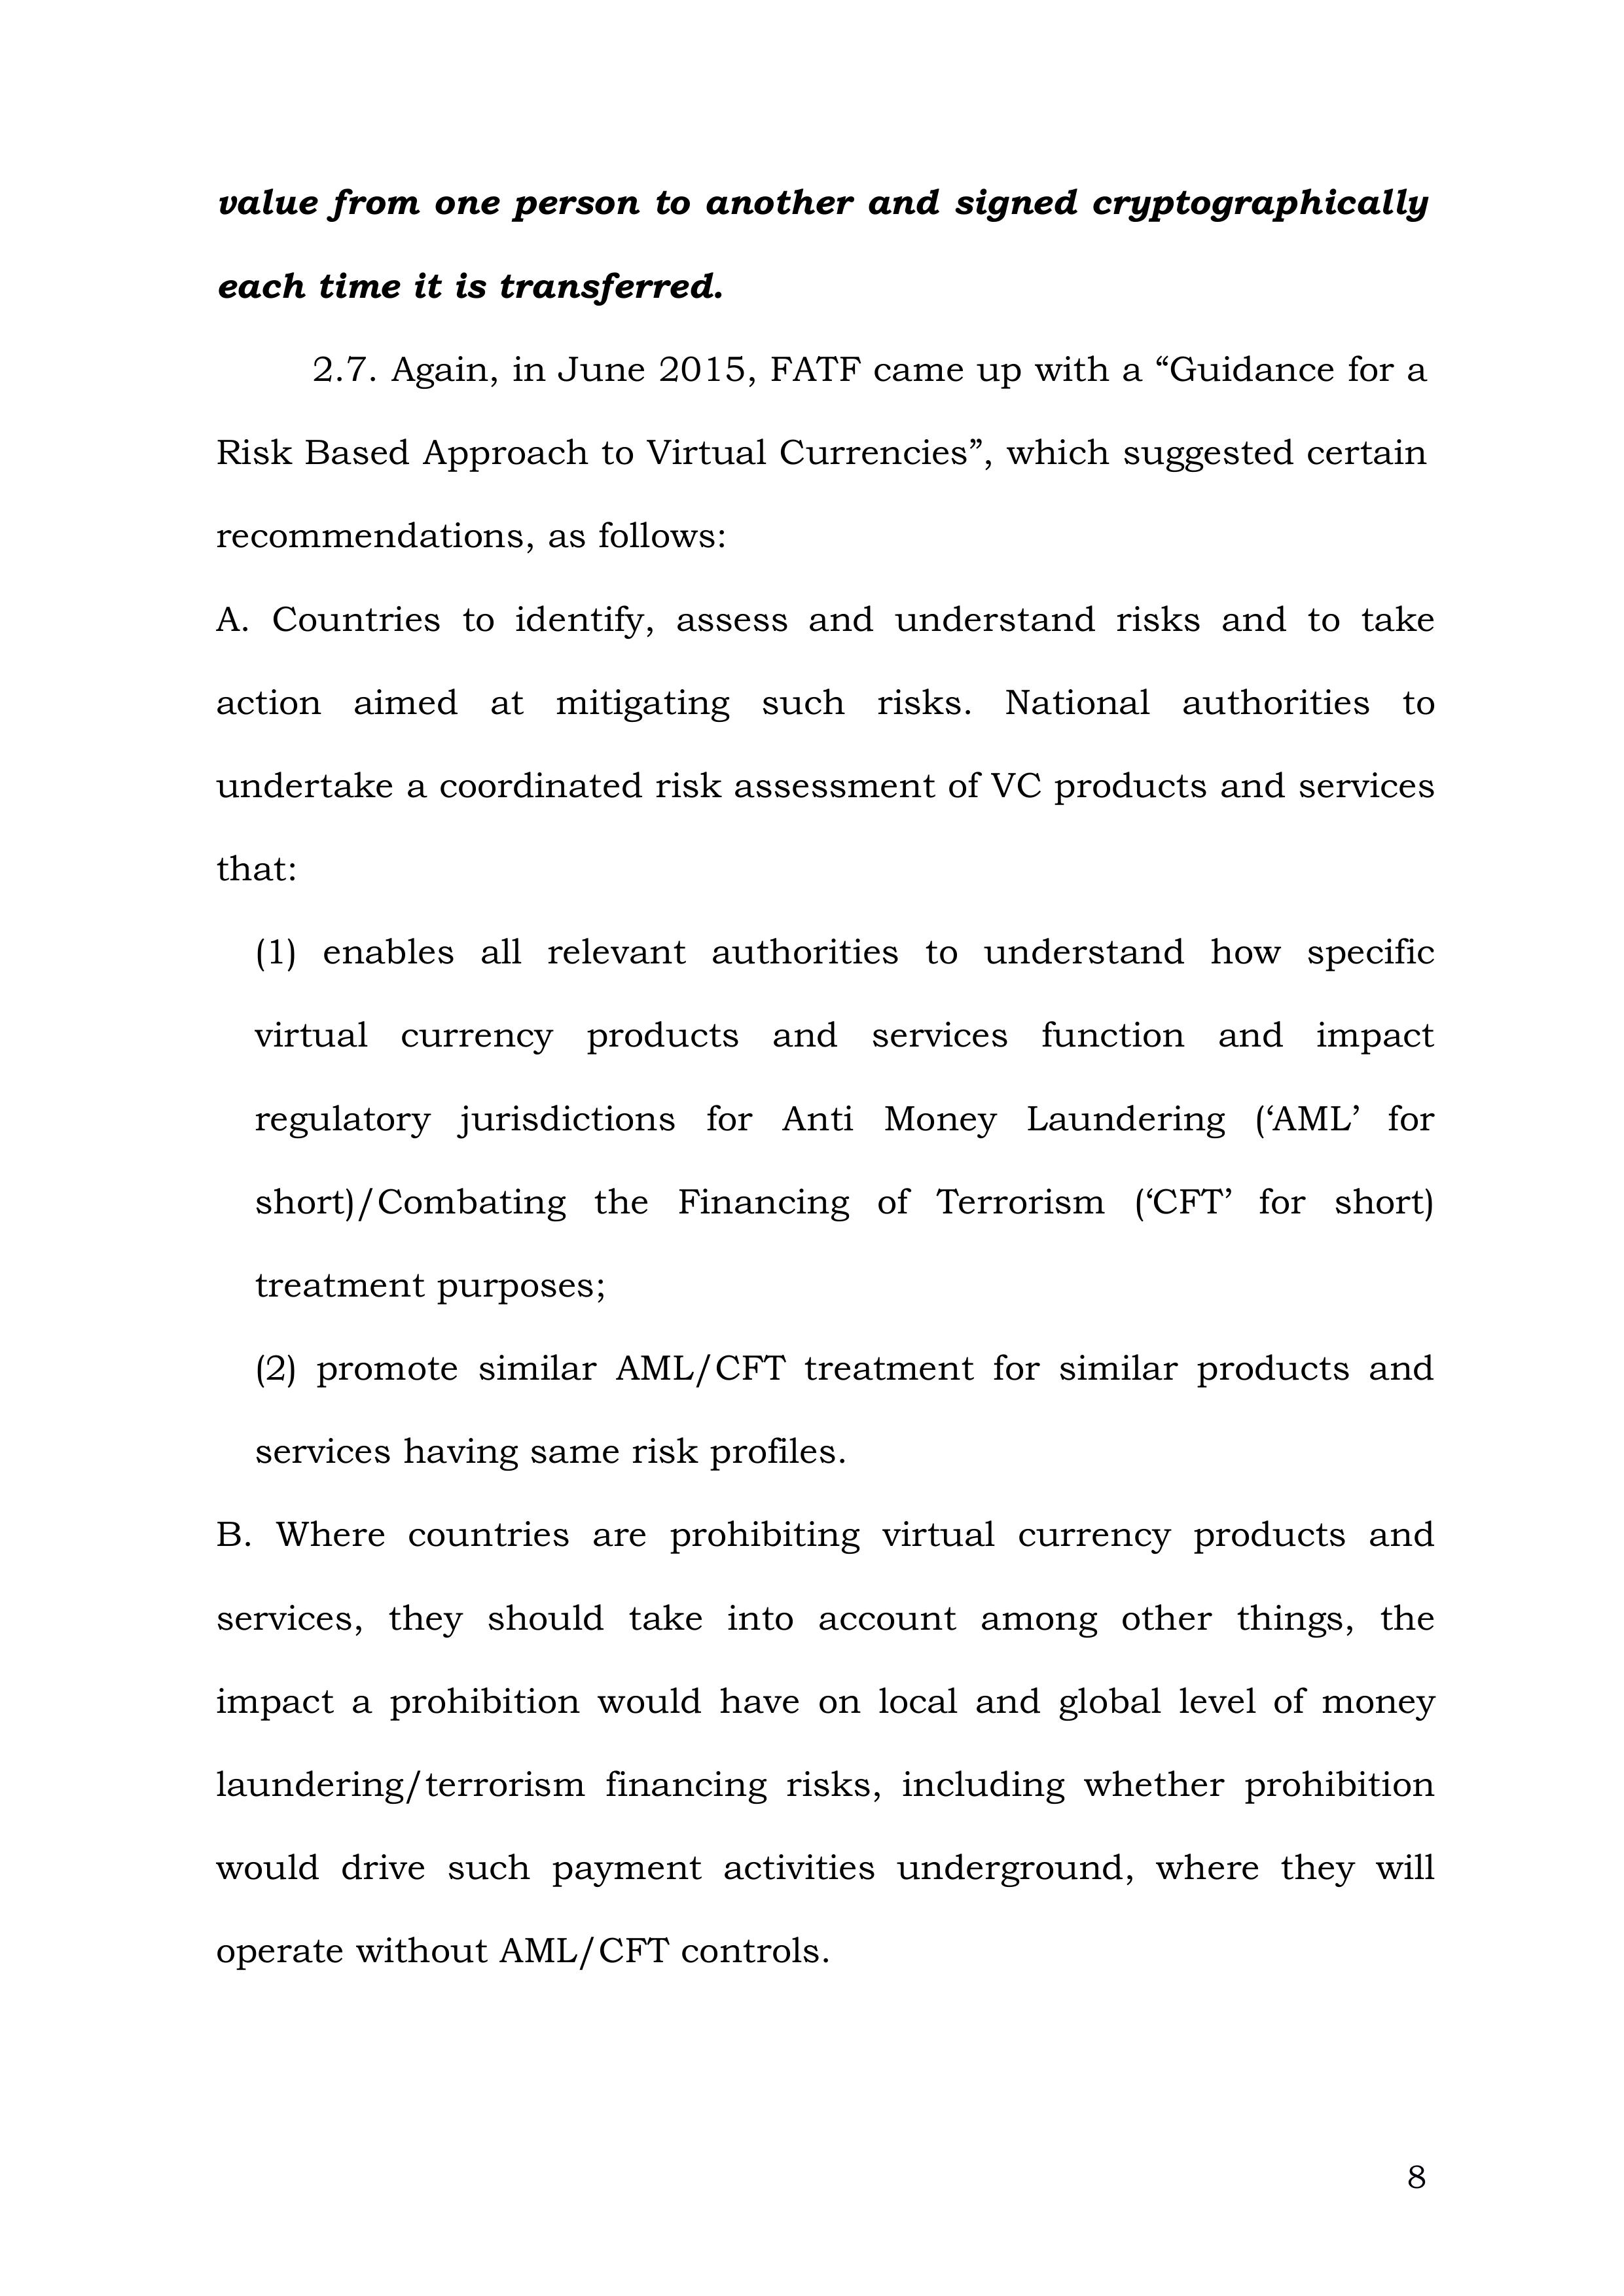 value from one person to another and signed cryptographically
each time it is transferred.
2.7. Again, in June 2015, FATF came up with a “Guidance for a
Risk Based Approach to Virtual Currencies”, which suggested certain
recommendations, as follows:
A. Countries to identify, assess and understand risks and to take
action aimed at mitigating such risks. National authorities to
undertake a coordinated risk assessment of VC products and services
that:
(1) enables all relevant authorities to understand how specific
virtual currency products and services function and impact
regulatory jurisdictions for Anti Money Laundering (‘AML’ for
short)/Combating the Financing of Terrorism (‘CFT’ for short)
treatment purposes;
(2) promote similar AML/CFT treatment for similar products and
services having same risk profiles.
B. Where countries are prohibiting virtual currency products and
services, they should take into account among other things, the
impact a prohibition would have on local and global level of money
laundering/terrorism financing risks, including whether prohibition
would drive such payment activities underground, where they will
operate without AML/CFT controls.
8